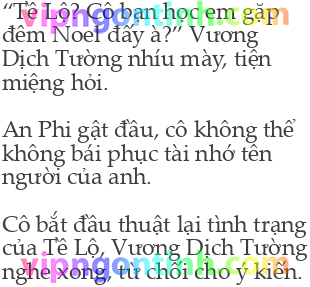 “Tề Lộ? Cô bạn học em gặp
đêm Noel đấy à?” Vương
Dịch Tường nhíu mày, tiện
miệng hỏi.
An Phi gật đầu, cô không thể
không bái phục tài nhớ tên
người của anh.
Cô bắt đầu thuật lại tình trạng
của Tề Lộ, Vương Dịch Tường
nghe xong, từ chối cho ý kiến.
vipngontinh.com
vipngontinh.com